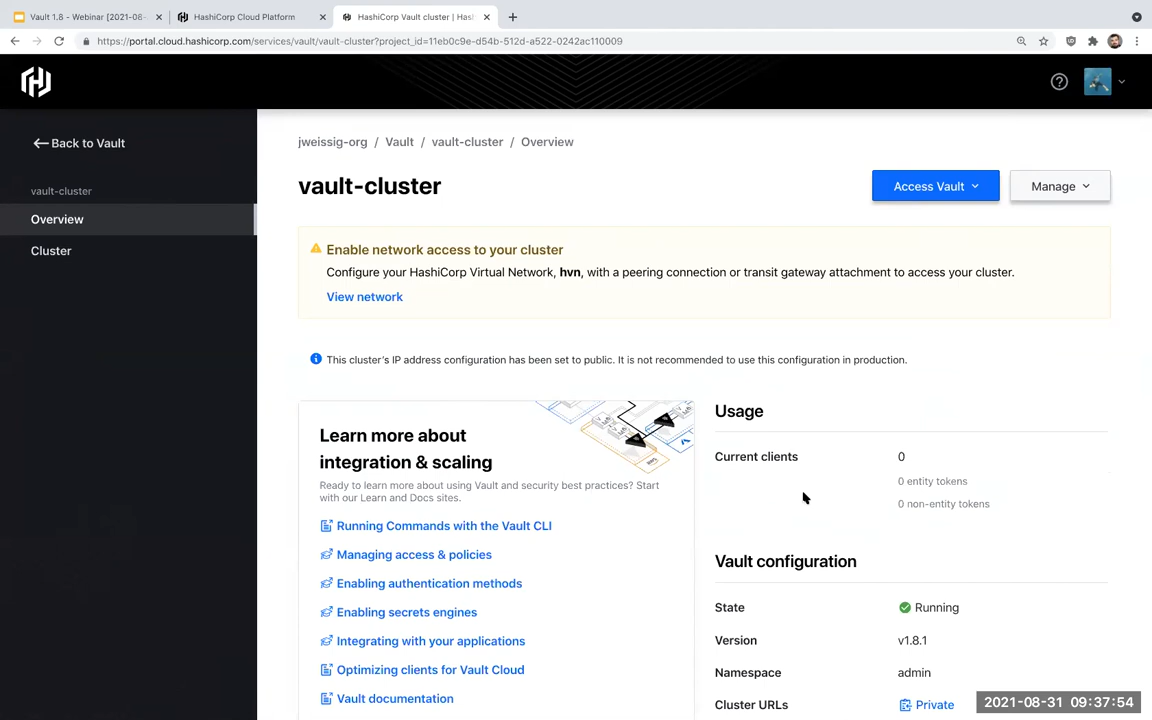 Vault 1.8 - Webinar [2021-08-
HashiCorp Cloud Platform
HashiCorp Vault cluster | Has
https://portal.cloud.hashicorp.com/services/vault/vault-cluster?project_id=11eb0c9e-d54b-512d-a522-0242ac110009
Back to Vault
vault-cluster
Overview
Cluster
jweissig-org / Vault / vault-cluster / Overview
vault-cluster
Access Vault
Manage
Enable network access to your cluster
Configure your HashiCorp Virtual Network, hvn, with a peering connection or transit gateway attachment to access your cluster.
View network
This cluster's IP address configuration has been set to public. It is not recommended to use this configuration in production.
Learn more about
integration & scaling
Ready to learn more about using Vault and security best practices? Start
with our Learn and Docs sites.
Running Commands with the Vault CLI
Managing access & policies
Enabling authentication methods
Enabling secrets engines
Integrating with your applications
Optimizing clients for Vault Cloud
Vault documentation
Usage
Current clients 0
0 entity tokens
0 non-entity tokens
Vault configuration
State Running
Version v1.8.1
Namespace admin
Cluster URLs Private
2021-08-31 09:37:54